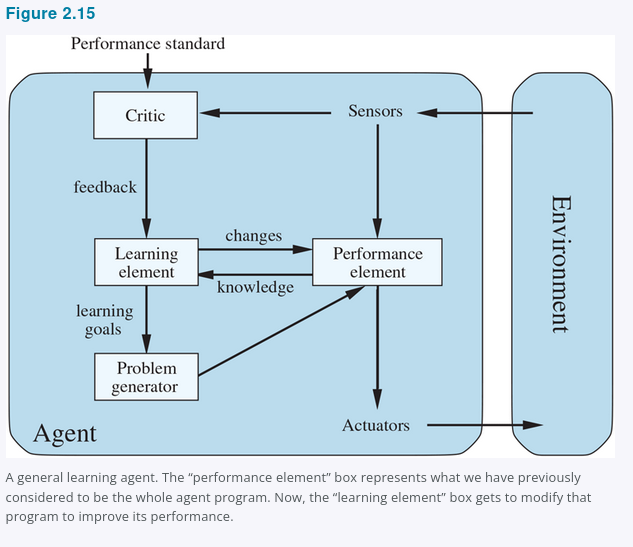 Figure 2.15
Performance standard
Critic
Sensors
feedback
changes
Learning
element
Performance
element
knowledge
learning
goals
Problem
generator
Agent
Actuators
Environment
A general learning agent. The “performance element” box represents what we have previously
considered to be the whole agent program. Now, the “learning element” box gets to modify that
program to improve its performance.